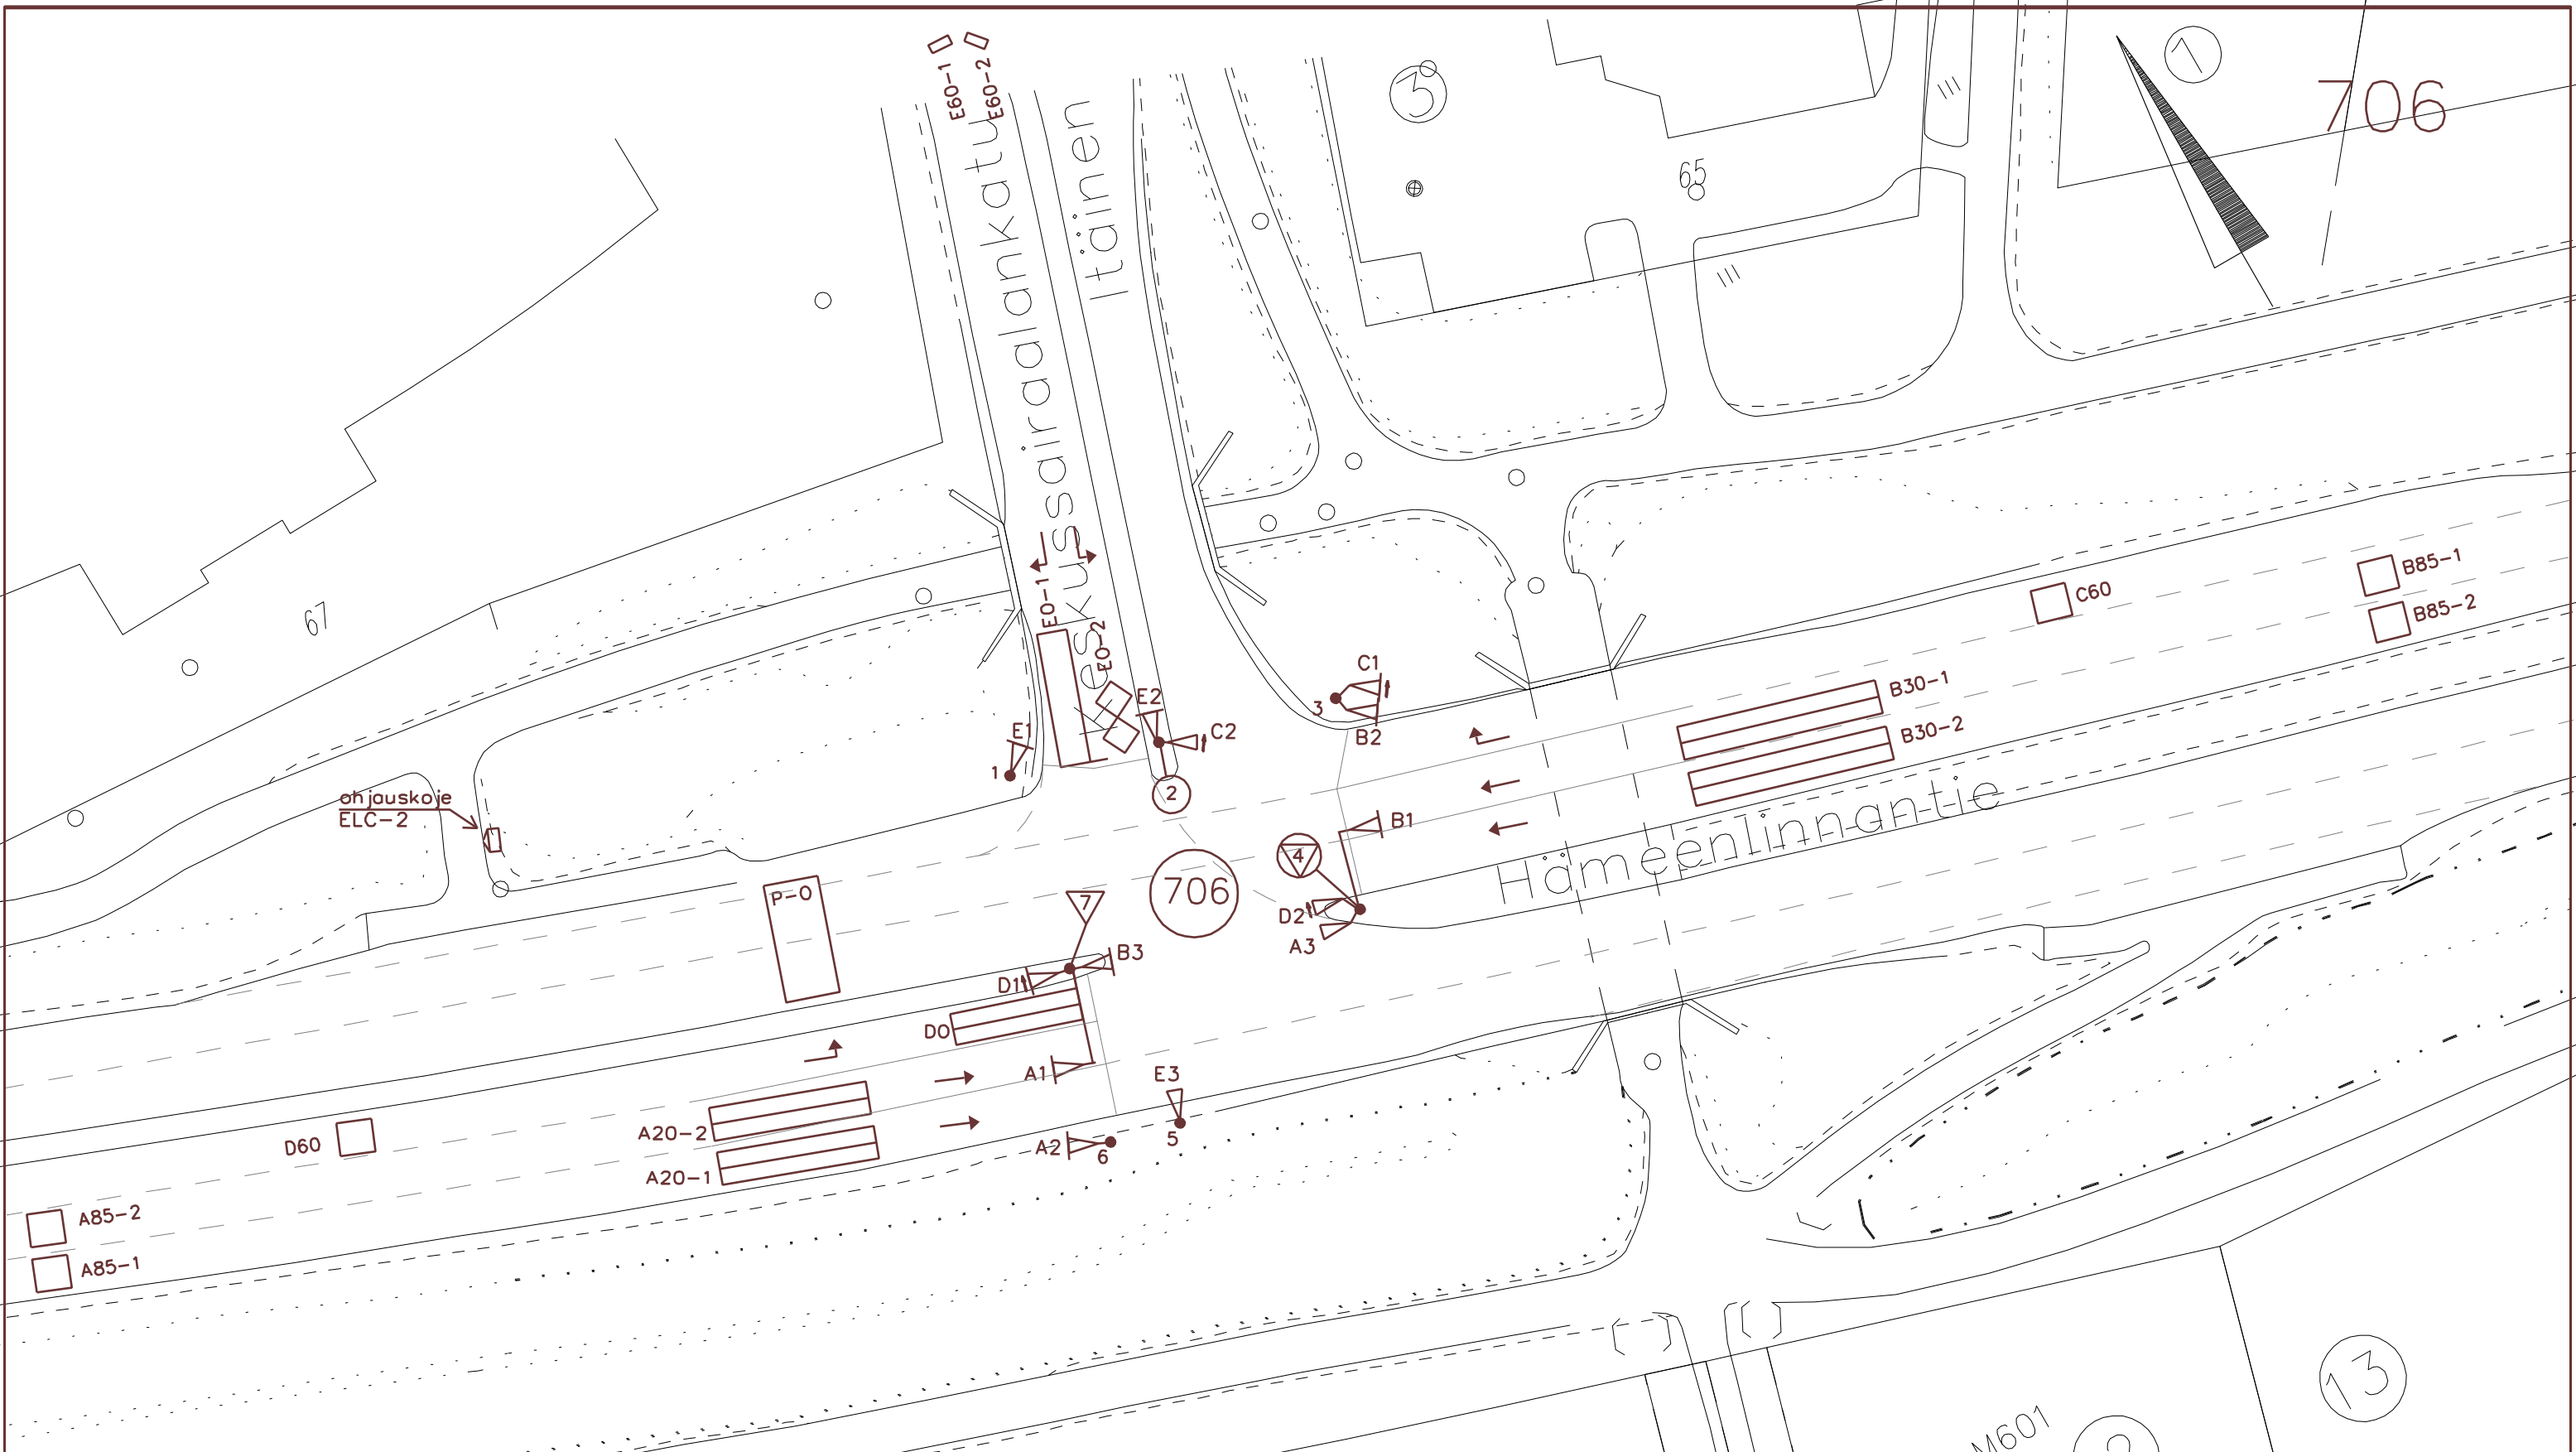 706
1
3
65
E60-1
E60-2
Itäinen
eskussairaalankatu
67
B85-1
B85-2
C60
E0-1
E0-2
C1
3
B2
E2
C2
E1
1
2
B30-1
B30-2
ohjauskoje
ELC-2
Hämeenlinnantie
B1
4
P-0
706
7
D2
A3
B3
D1
D0
A1
E3
5
A2
6
A20-2
A20-1
D60
A85-2
A85-1
13
M601